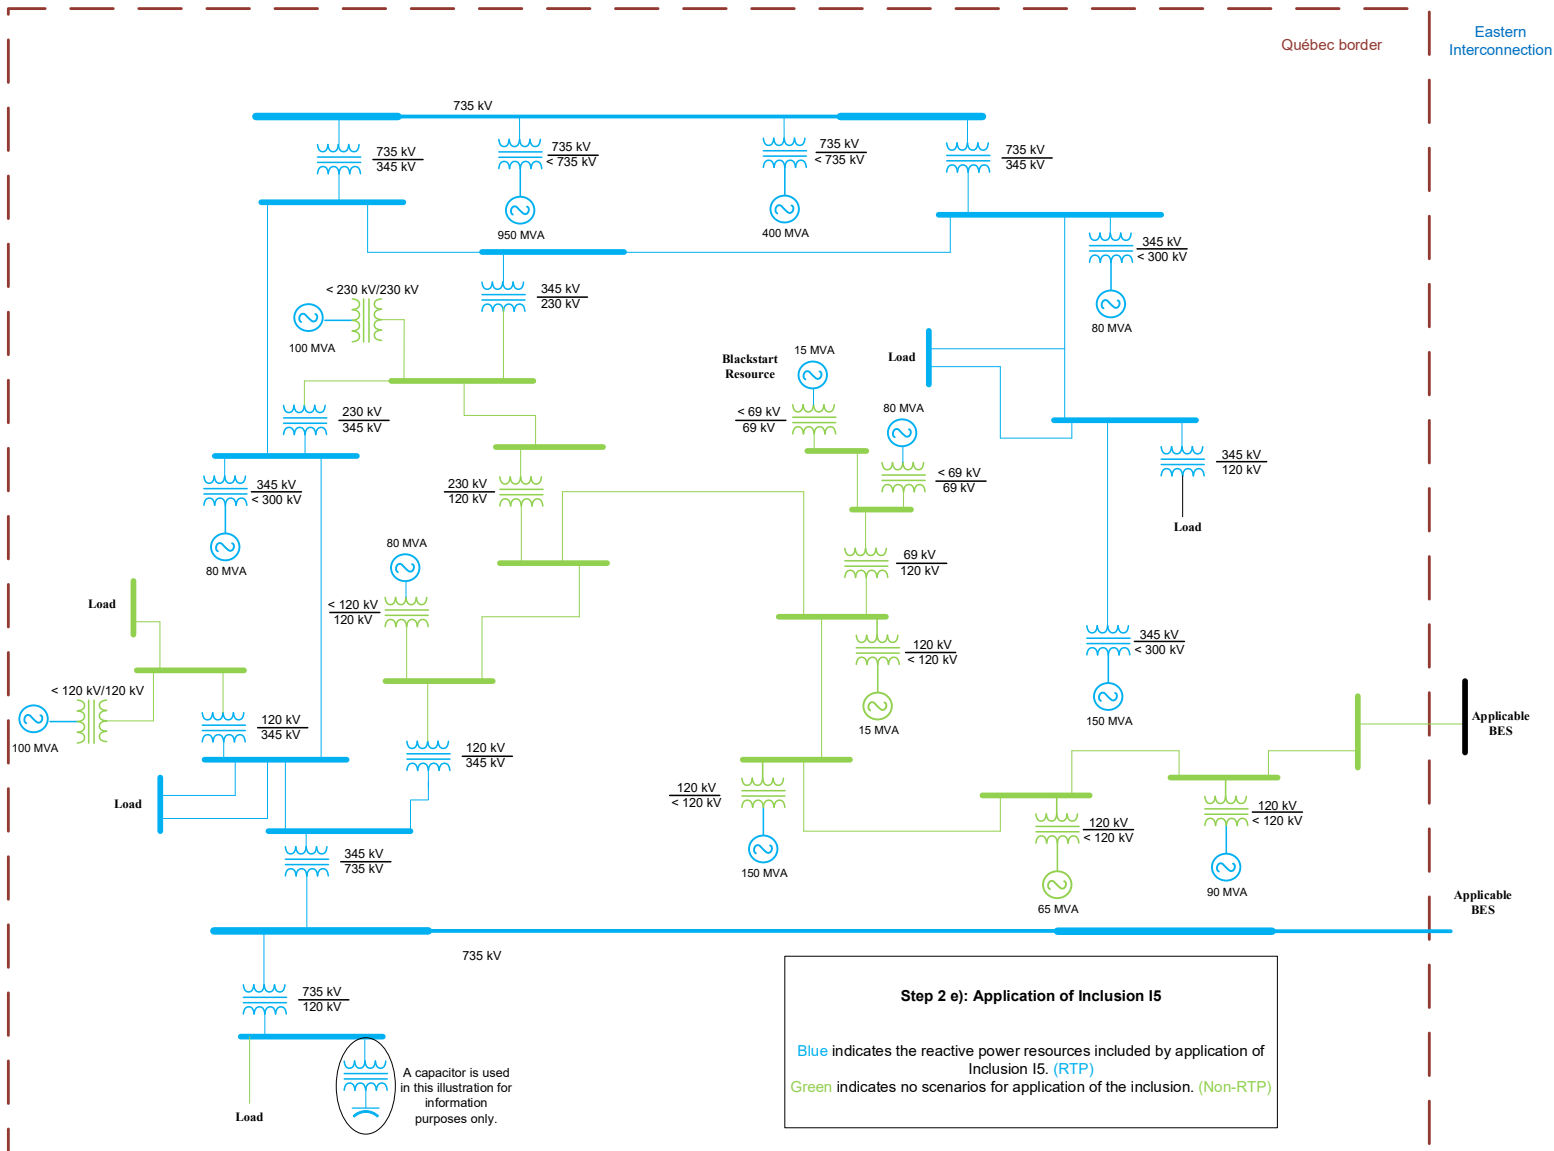 Québec border
Eastern
Interconnection
735 kV
735 kV
345 kV
735 kV
< 735 kV
735 kV
< 735 kV
735 kV
345 kV
950 MVA
400 MVA
345 kV
< 300 kV
80 MVA
< 230 kV/230 kV
100 MVA
345 kV
230 kV
Blackstart
Resource
15 MVA
Load
80 MVA
< 69 kV
69 kV
< 69 kV
69 kV
230 kV
345 kV
345 kV
< 300 kV
80 MVA
230 kV
120 kV
345 kV
120 kV
Load
80 MVA
< 120 kV
120 kV
69 kV
120 kV
Load
120 kV
< 120 kV
15 MVA
345 kV
< 300 kV
150 MVA
< 120 kV/120 kV
100 MVA
120 kV
345 kV
120 kV
345 kV
Applicable
BES
Load
120 kV
< 120 kV
150 MVA
120 kV
< 120 kV
65 MVA
120 kV
< 120 kV
90 MVA
345 kV
735 kV
Applicable
BES
735 kV
735 kV
120 kV
Load
A capacitor is used
in this illustration for
information
purposes only.
Step 2 e): Application of Inclusion I5
Blue indicates the reactive power resources included by application of
Inclusion I5. (RTP)
Green indicates no scenarios for application of the inclusion. (Non-RTP)